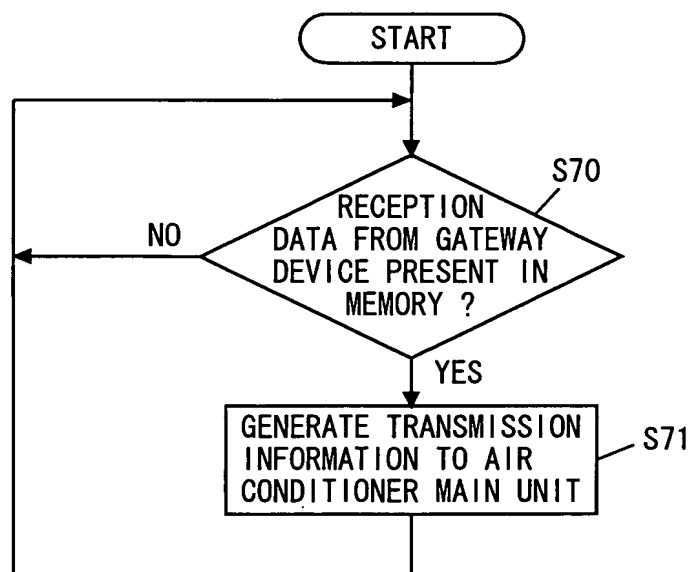 START
S70
RECEPTION
DATA FROM GATEWAY
DEVICE PRESENT IN
MEMORY ?
NO
YES
GENERATE TRANSMISSION
INFORMATION TO AIR
CONDITIONER MAIN UNIT
S71